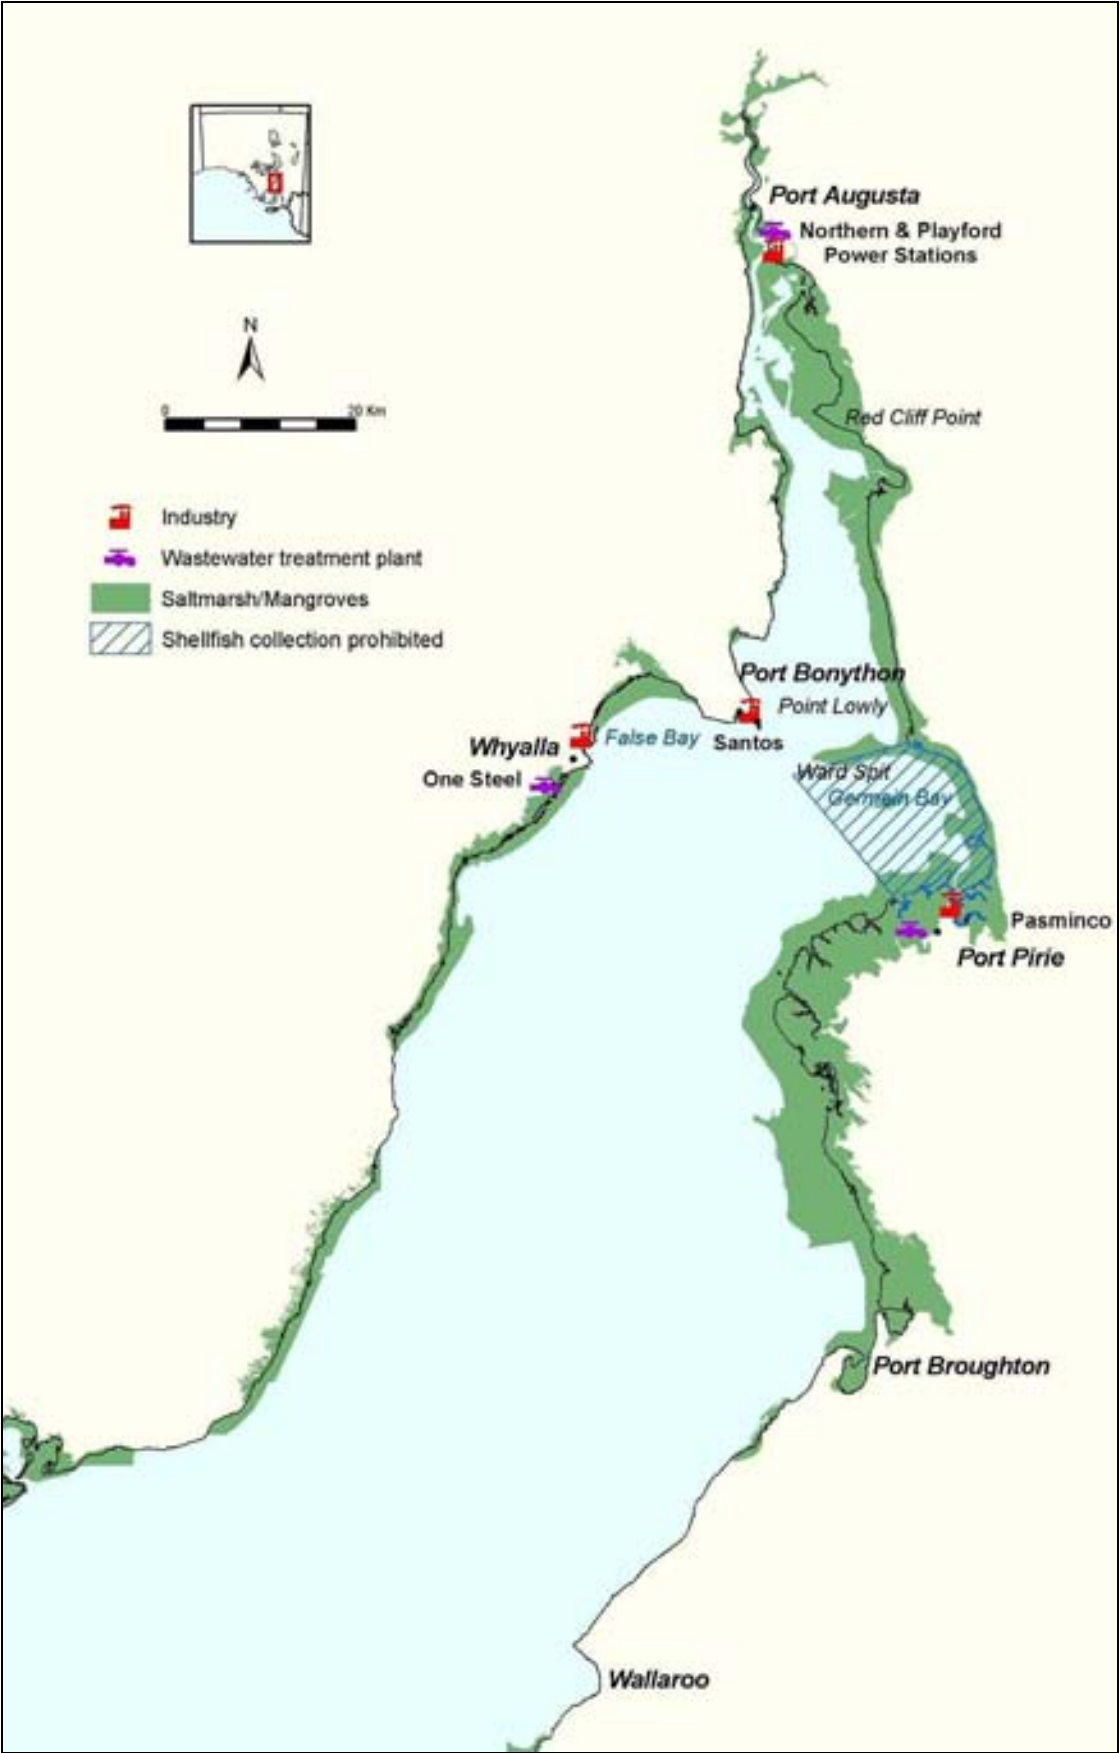 Port Augusta
Northern & Playford
Power Stations
N
0 20 Km
Red Cliff Point
Industry
Wastewater treatment plant
Saltmarsh/Mangroves
Shellfish collection prohibited
Port Bonython
Point Lowly
False Bay
Santos
Whyalla
One Steel
Ward Spit
Germein Bay
Pasminco
Port Pirie
Port Broughton
Wallaroo